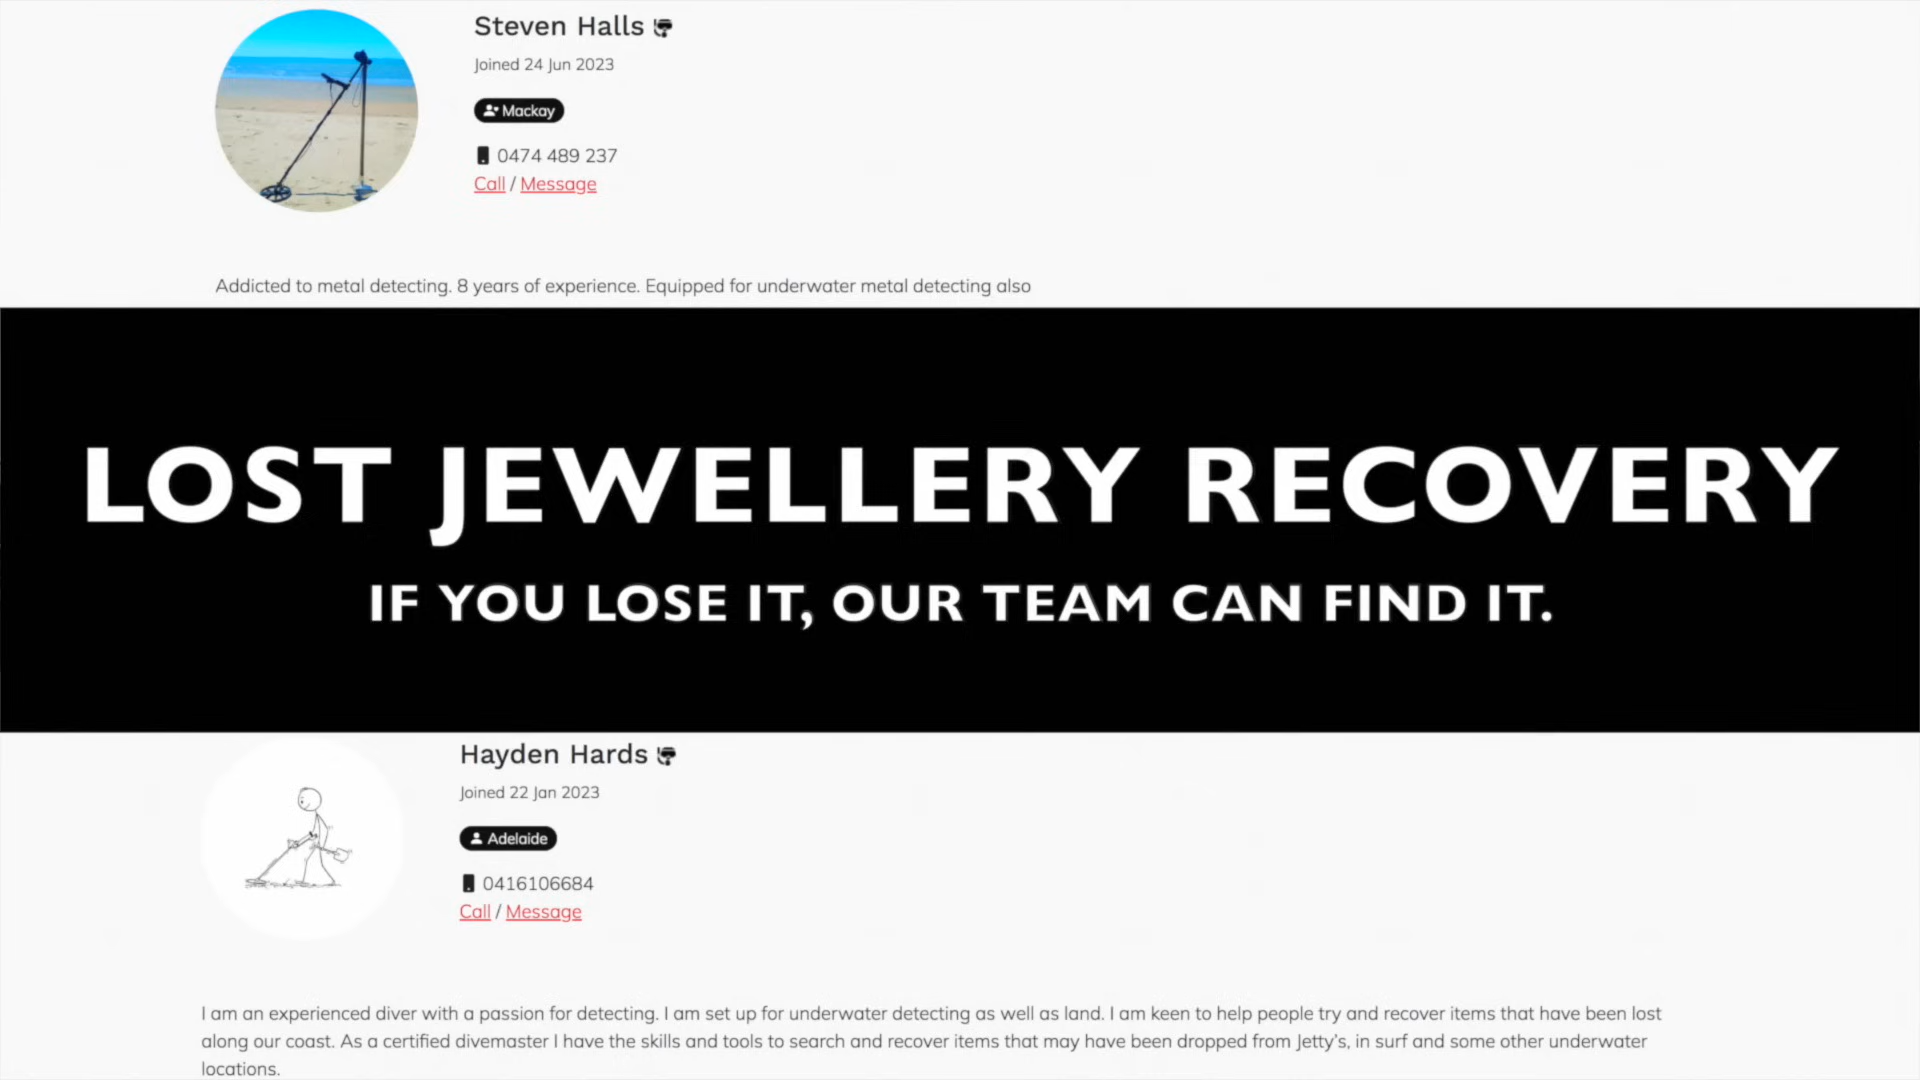 Steven Halls
Joined 24 Jun 2023
Mackay
0474 489 237
Call / Message
Addicted to metal detecting. 8 years of experience. Equipped for underwater metal detecting also
LOST JEWELLERY RECOVERY
IF YOU LOSE IT, OUR TEAM CAN FIND IT.
Hayden Hards
Joined 22 Jan 2023
Adelaide
0416106684
Call / Message
I am an experienced diver with a passion for detecting. I am set up for underwater detecting as well as land. I am keen to help people try and recover items that have been lost
along our coast. As a certified divemaster I have the skills and tools to search and recover items that may have been dropped from Jetty's, in surf and some other underwater
locations.